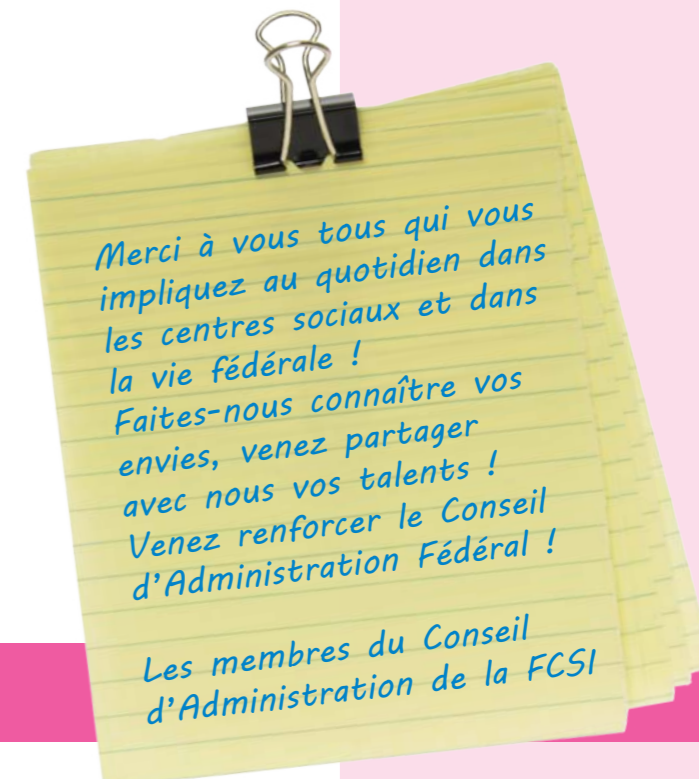 Merci à vous tous qui vous
impliquez au quotidien dans
les centres sociaux et dans
la vie fédérale !
Faites-nous connaître vos
envies, venez partager
avec nous vos talents !
Venez renforcer le Conseil
d’Administration Fédéral !
Les membres du Conseil
d’Administration de la FCSI